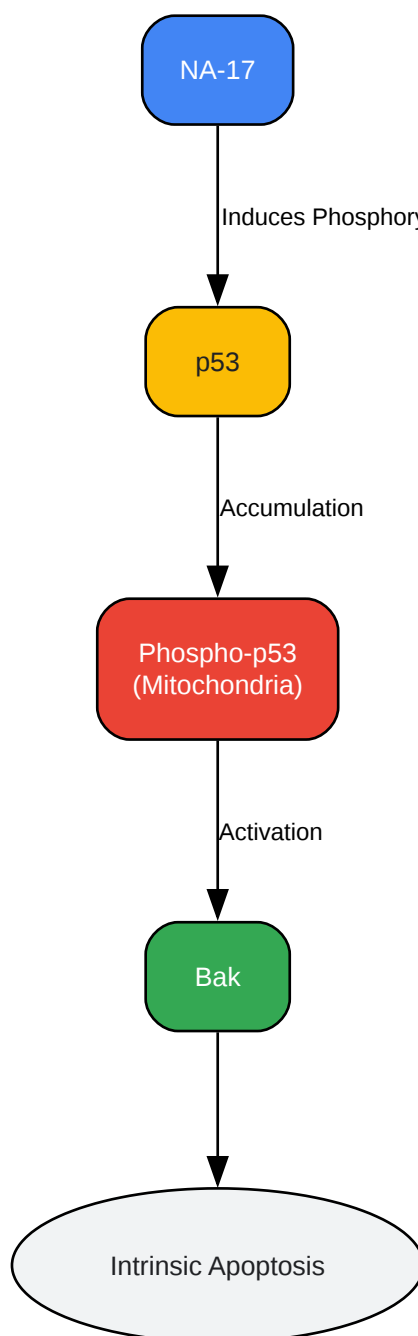 NA-17
Induces Phosphory
p53
Accumulation
Phospho-p53
(Mitochondria)
Activation
Bak
Intrinsic Apoptosis